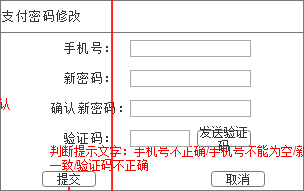 支付密码修改
手机号：
新密码：
认
确认新密码：
验证码：
发送验证
码
判断提示文字：手机号不正确/手机号不能为空/新
一致/验证码不正确
提交
取消